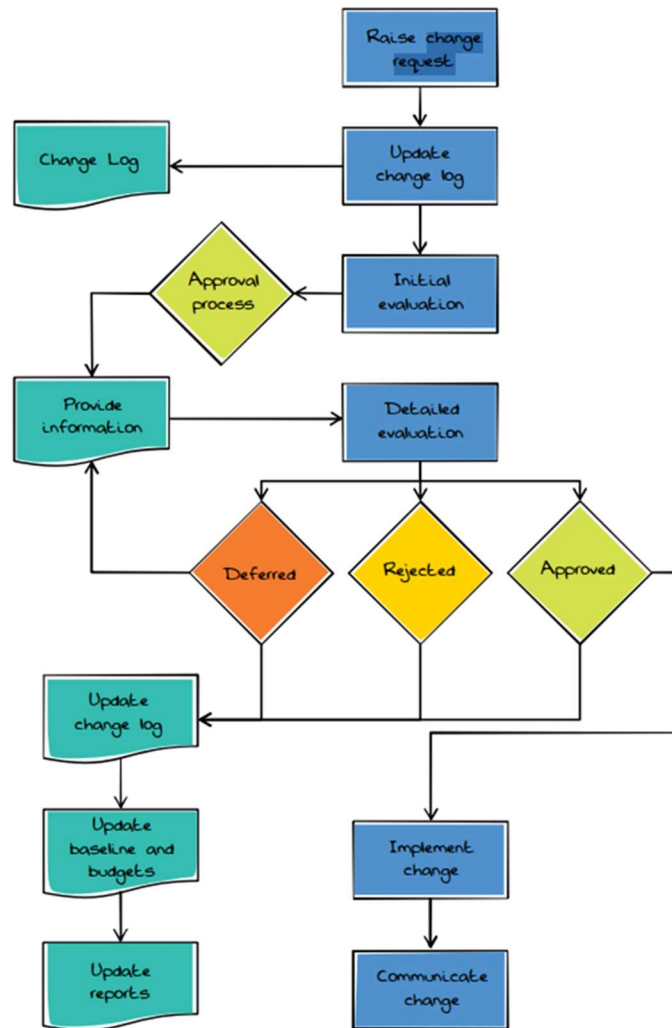 Raise change
request
Change Log
Update
change log
Approval
process
Initial
evaluation
Provide
information
Detailed
evaluation
Deferred
Rejected
Approved
Update
change log
Update
baseline and
budgets
Implement
change
Update
reports
Communicate
change